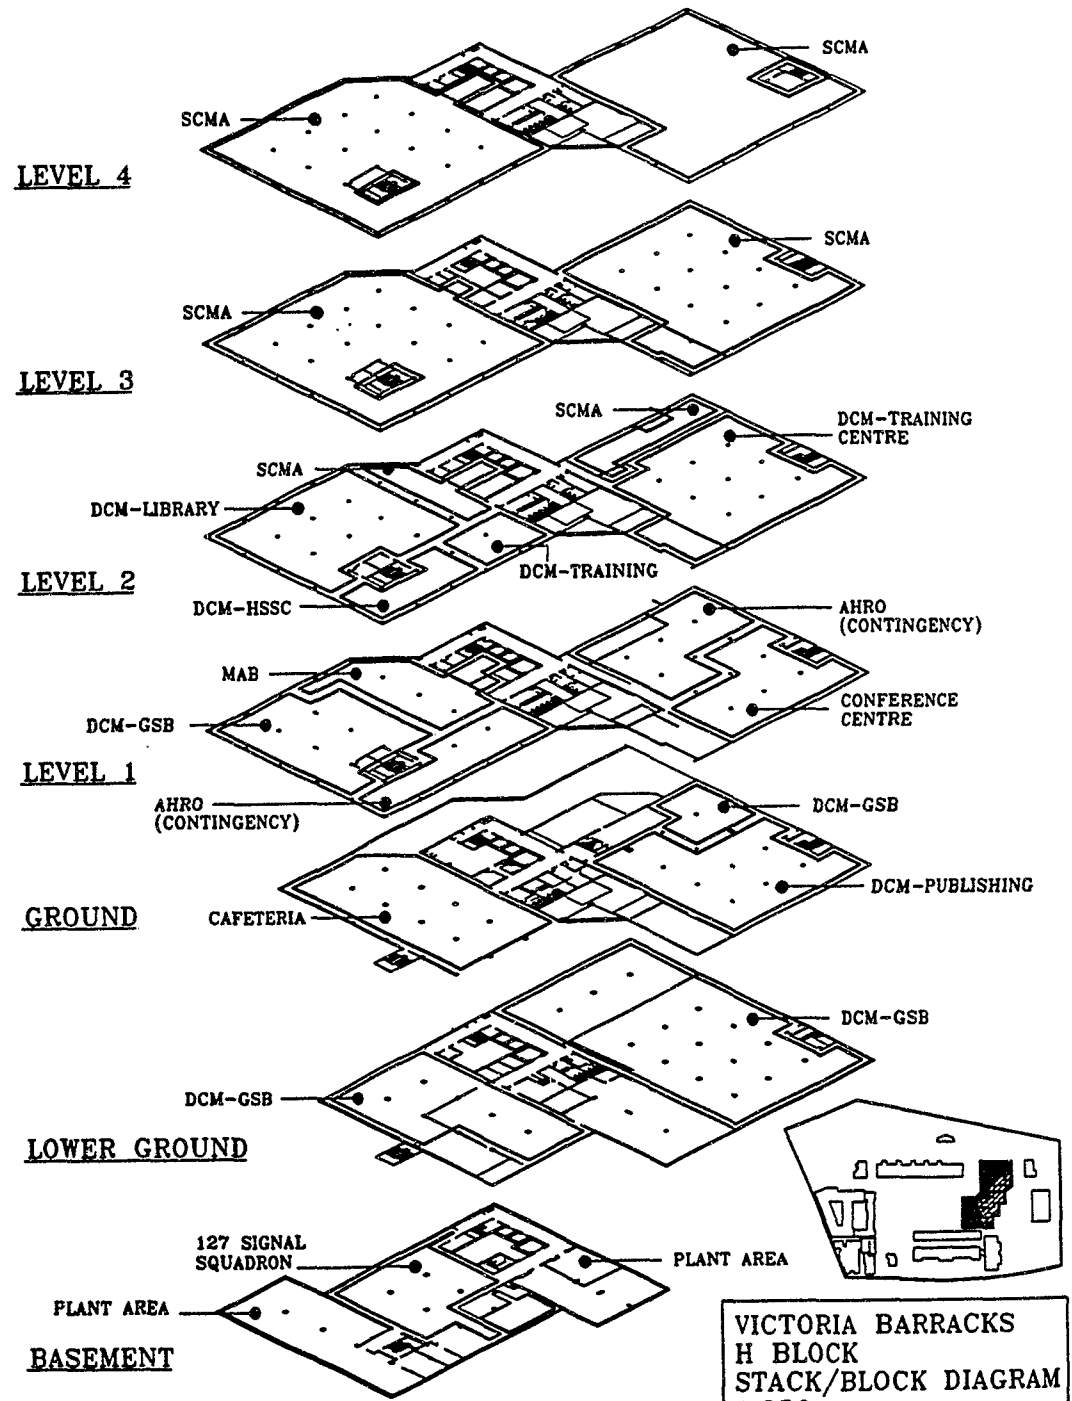 SCMA
SCMA
LEVEL 4
SCMA
SCMA
LEVEL 3
SCMA
DCM-TRAINING
CENTRE
SCMA
DCM-LIBRARY
DCM-TRAINING
LEVEL 2
DCM-HSSC
AHRO
(CONTINGENCY)
MAB
DCM-GSB
CONFERENCE
CENTRE
LEVEL 1
AHRO
(CONTINGENCY)
DCM-GSB
DCM-PUBLISHING
GROUND
CAFETERIA
DCM-GSB
DCM-GSB
LOWER GROUND
127 SIGNAL
SQUADRON
PLANT AREA
PLANT AREA
BASEMENT
VICTORIA BARRACKS
H BLOCK
STACK/BLOCK DIAGRAM